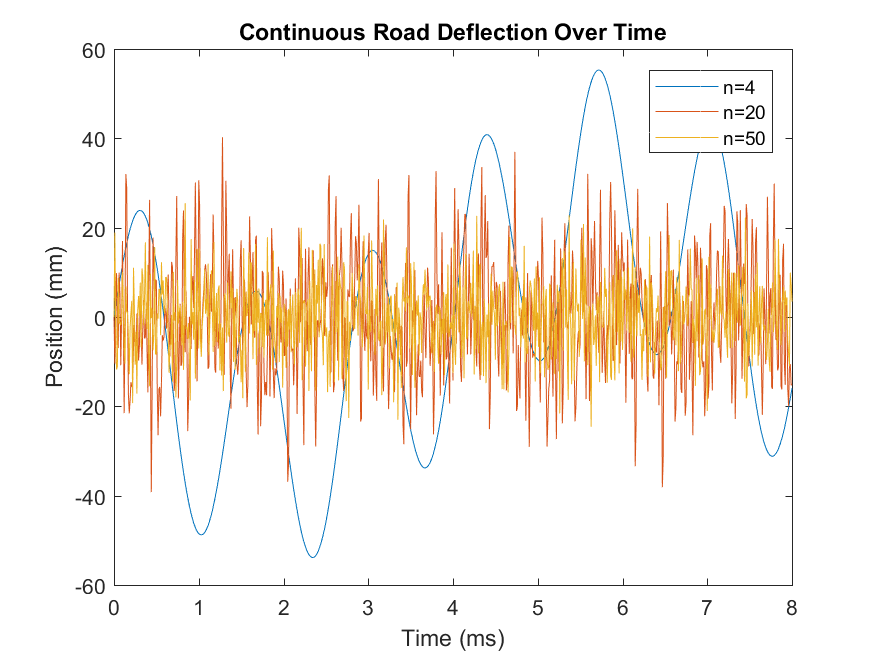 Continuous Road Deflection Over Time
60
40
20
0
-20
-40
-60
Position (mm)
n=4
n=20
n=50
0 1 2 3 4 5 6 7 8
Time (ms)